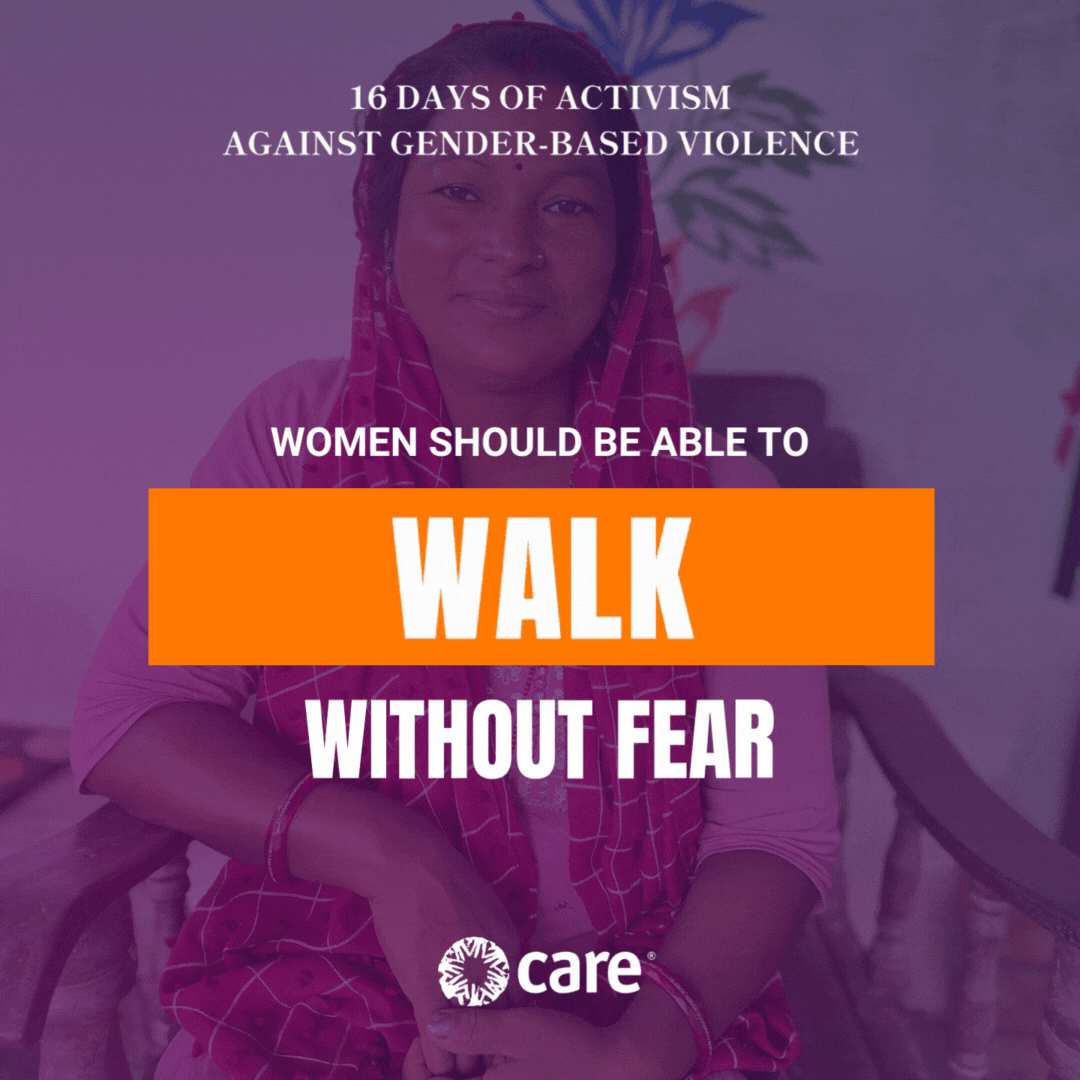 16 DAYS OF ACTIVISM
AGAINST GENDER-BASED VIOLENCE
WOMEN SHOULD BE ABLE TO
WALK
WITHOUT FEAR
care®